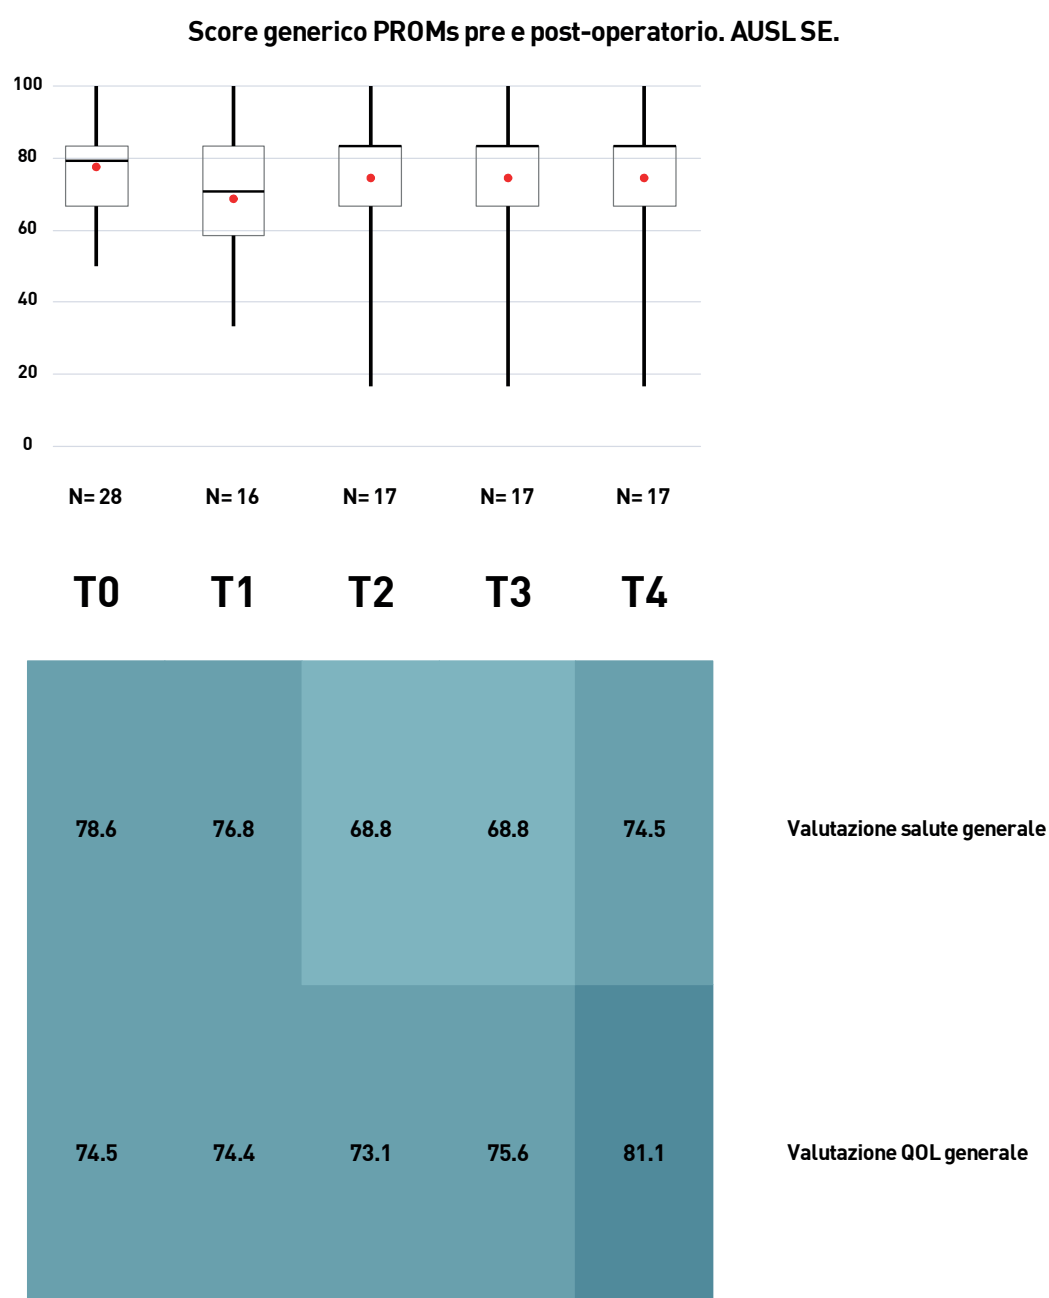 Score generico PROMs pre e post-operatorio. AUSL SE.
100
80
60
40
20
0
N= 28 N= 16 N= 17 N= 17 N= 17
T0 T1 T2 T3 T4
78.6 76.8 68.8 68.8 74.5 Valutazione salute generale
74.5 74.4 73.1 75.6 81.1 Valutazione QOL generale